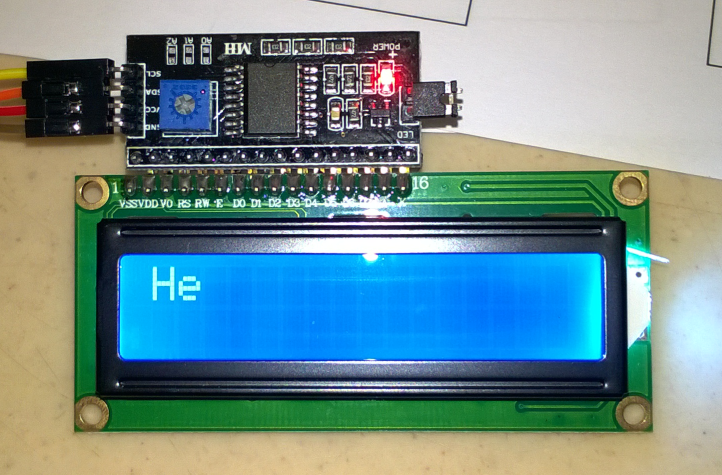 A2 A1 A0
MH
POWER
+
SCL
SDA
VCC
GND
LED
1
16
VSS VDD V0 RS RW E D0 D1 D2 D3 D4
He